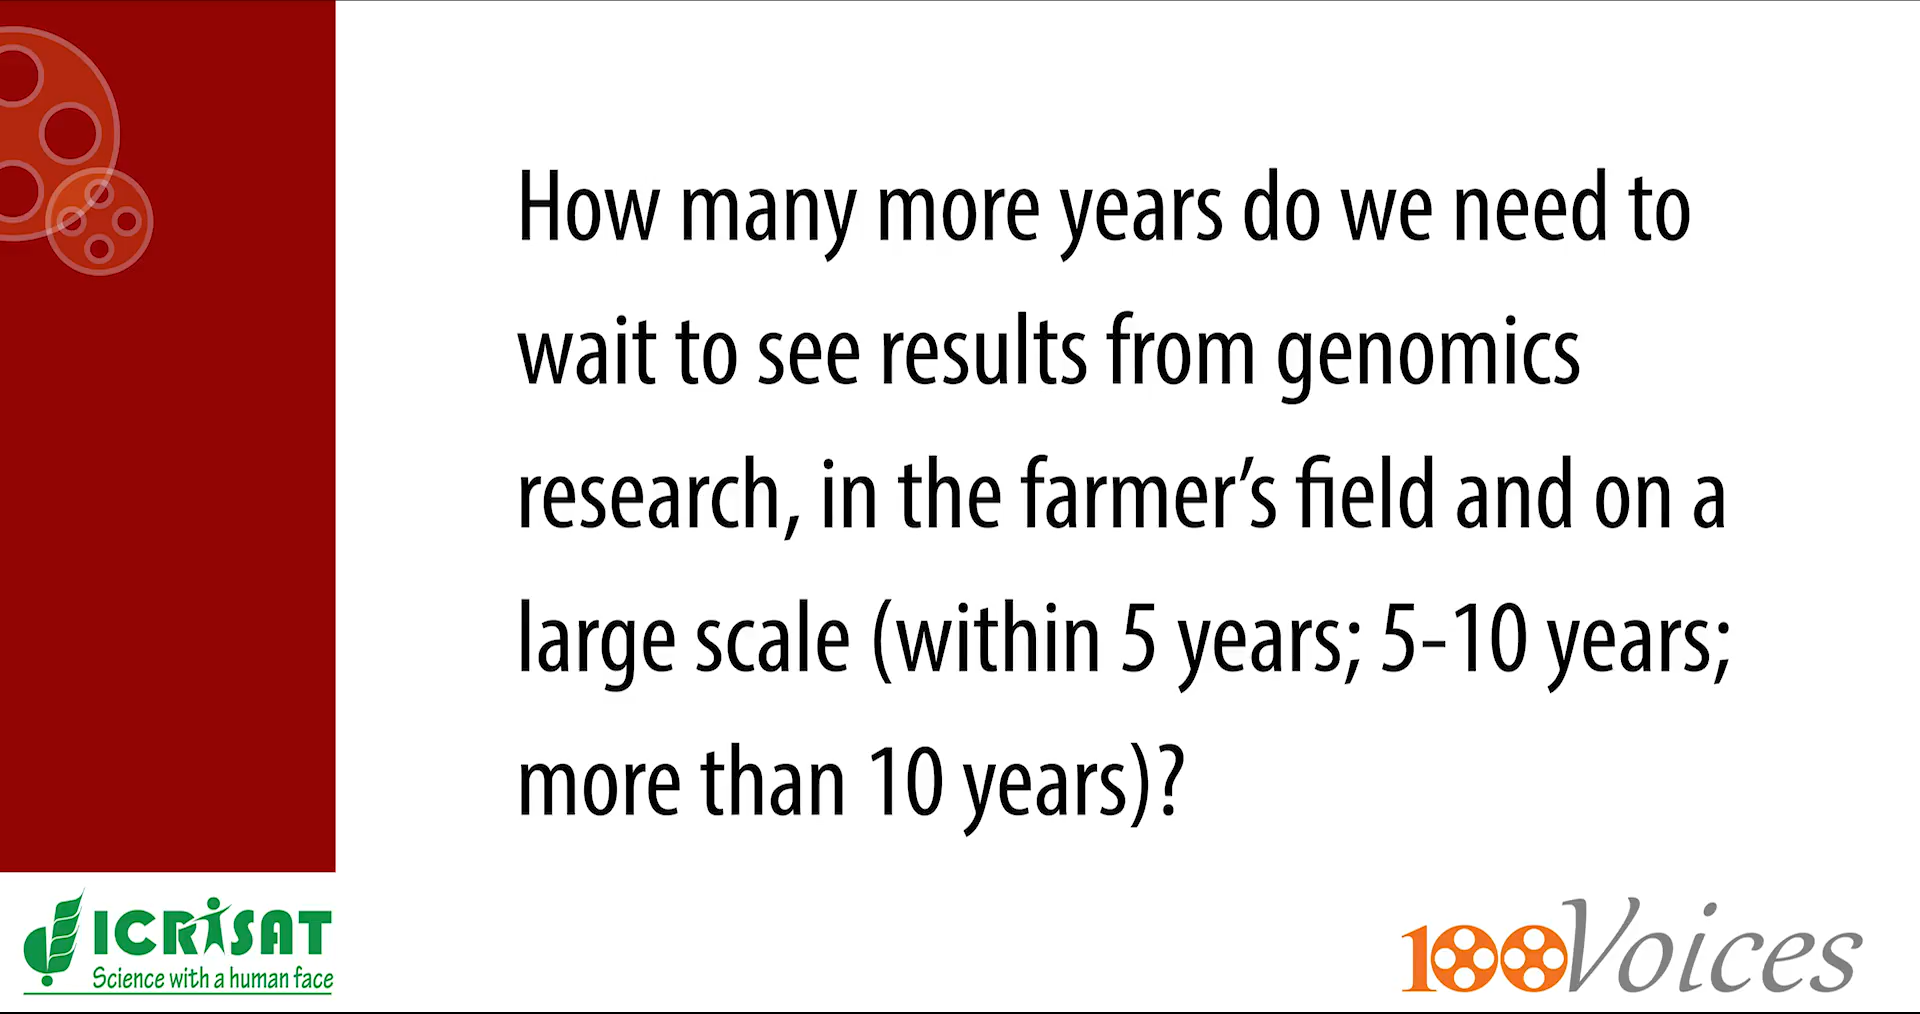 How many more years do we need to
wait to see results from genomics
research, in the farmer’s field and on a
large scale (within 5 years; 5-10 years;
more than 10 years)?
ICRISAT
Science with a human face
100Voices